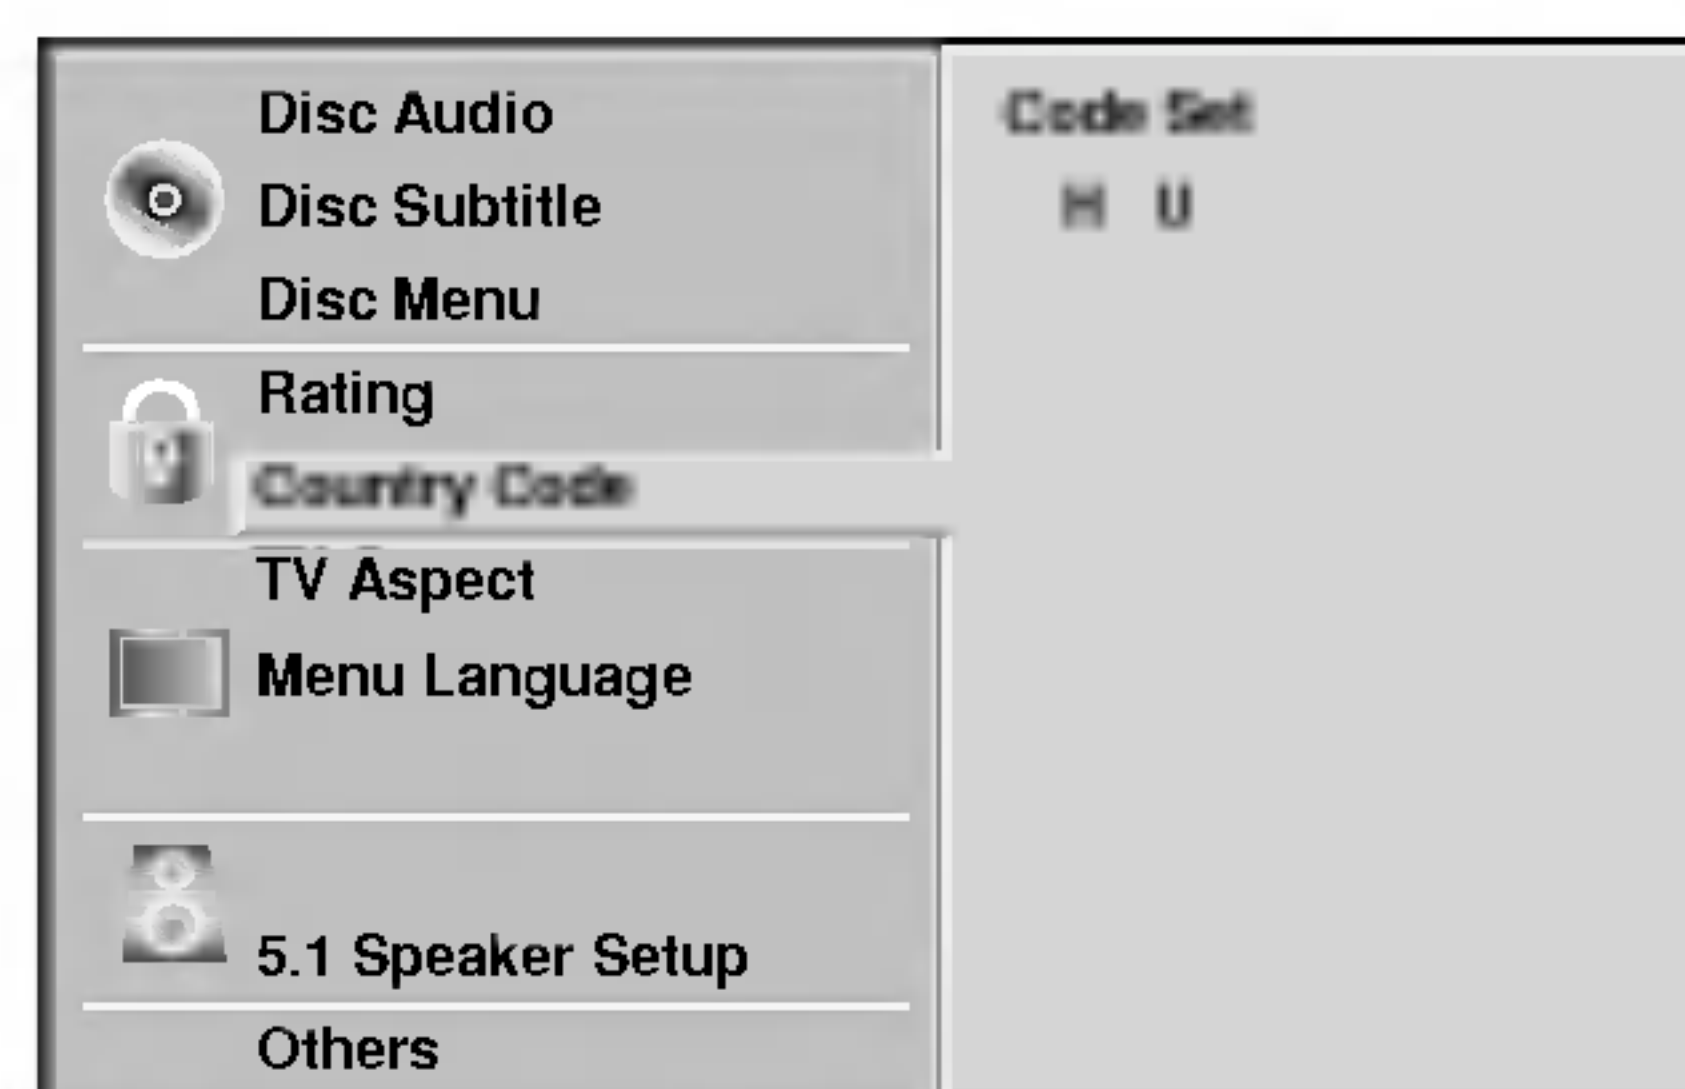 Disc Audio
Disc Subtitle
Disc Menu
Rating
Country Code
TV Aspect
Menu Language
5.1 Speaker Setup
Others
Code Set
H U